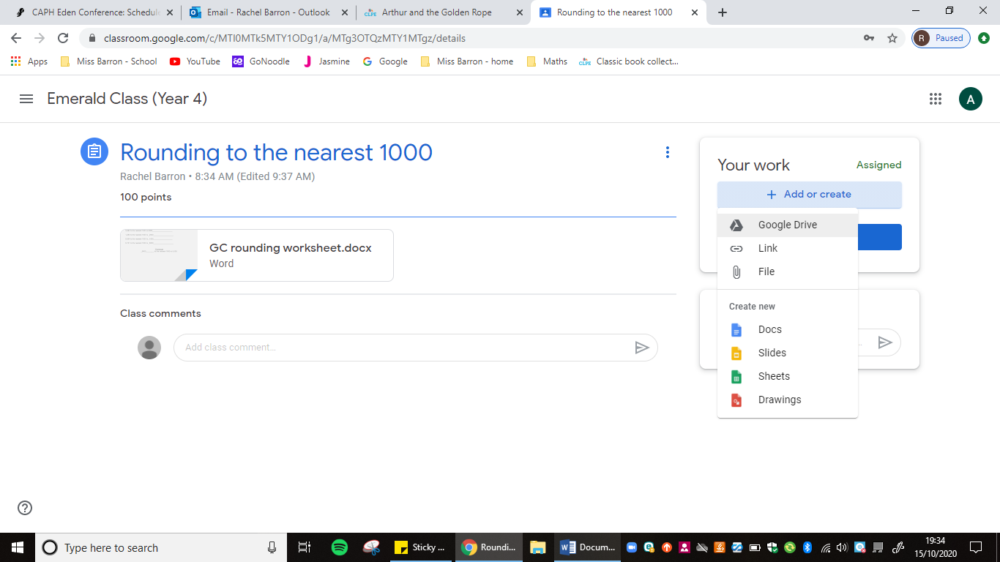 CAPH Eden Conference: Schedule
Email - Rachel Barron - Outlook
Arthur and the Golden Rope
Rounding to the nearest 1000
classroom.google.com/c/MTI0MTk5MTY1ODg1/a/MTg3OTQzMTY1MTgz/details
R Paused
Apps
Miss Barron - School
YouTube
GoNoodle
Jasmine
Google
Miss Barron - home
Maths
Classic book collect...
Emerald Class (Year 4)
A
Rounding to the nearest 1000
Rachel Barron • 8:34 AM (Edited 9:37 AM)
100 points
GC rounding worksheet.docx
Word
Class comments
Add class comment...
Your work
Assigned
+ Add or create
Google Drive
Link
File
Create new
Docs
Slides
Sheets
Drawings
Type here to search
Sticky ...
Roundi...
Docum...
19:34
15/10/2020